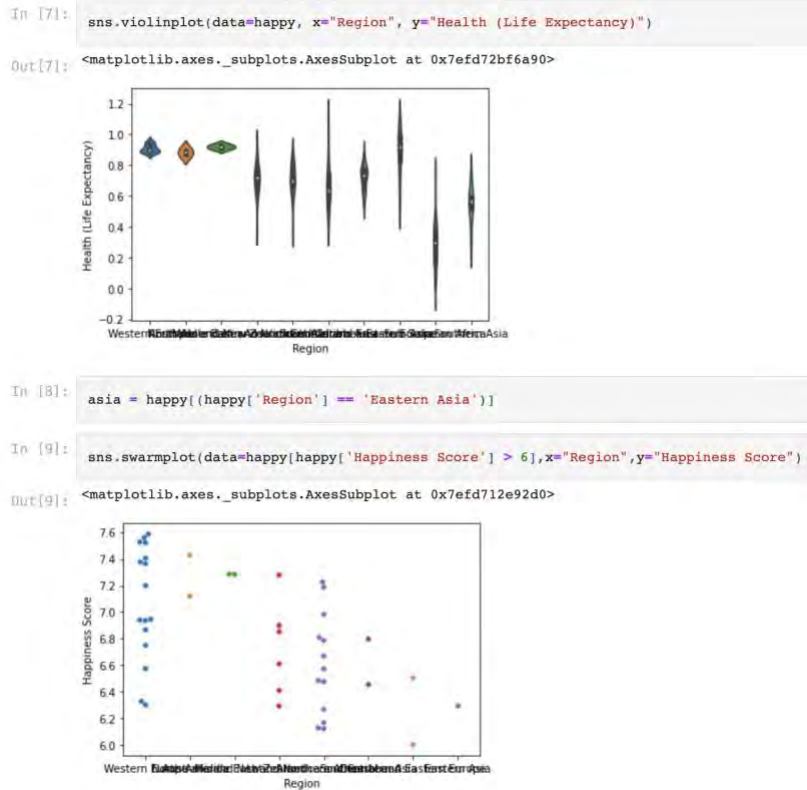 In [7]:
sns.violinplot(data=happy, x="Region", y="Health (Life Expectancy)")
Out[7]:
<matplotlib.axes._subplots.AxesSubplot at 0x7efd72bf6a90>
1.2
1.0
0.8
0.6
0.4
0.2
0.0
−0.2
Health (Life Expectancy)
Western
Asia
Region
In [8]:
asia = happy[(happy['Region'] == 'Eastern Asia')]
In [9]:
sns.swarmplot(data=happy[happy['Happiness Score'] > 6],x="Region",y="Happiness Score")
Out[9]:
<matplotlib.axes._subplots.AxesSubplot at 0x7efd712e92d0>
7.6
7.4
7.2
7.0
6.8
6.6
6.4
6.2
6.0
Happiness Score
Western
Region